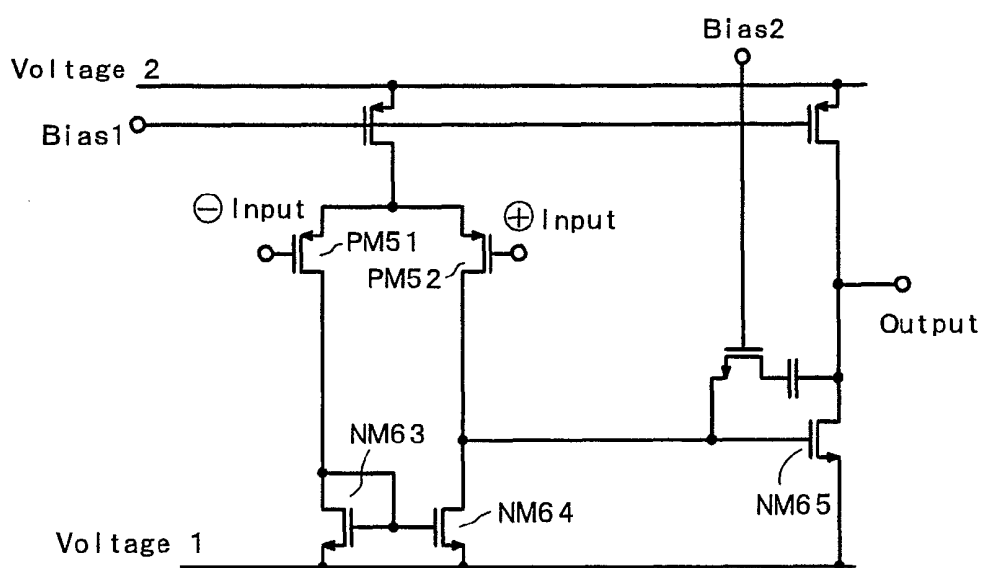 Bias2
Voltage 2
Bias1
⊖ Input
⊕ Input
PM51
PM52
Output
NM63
NM64
NM65
Voltage 1